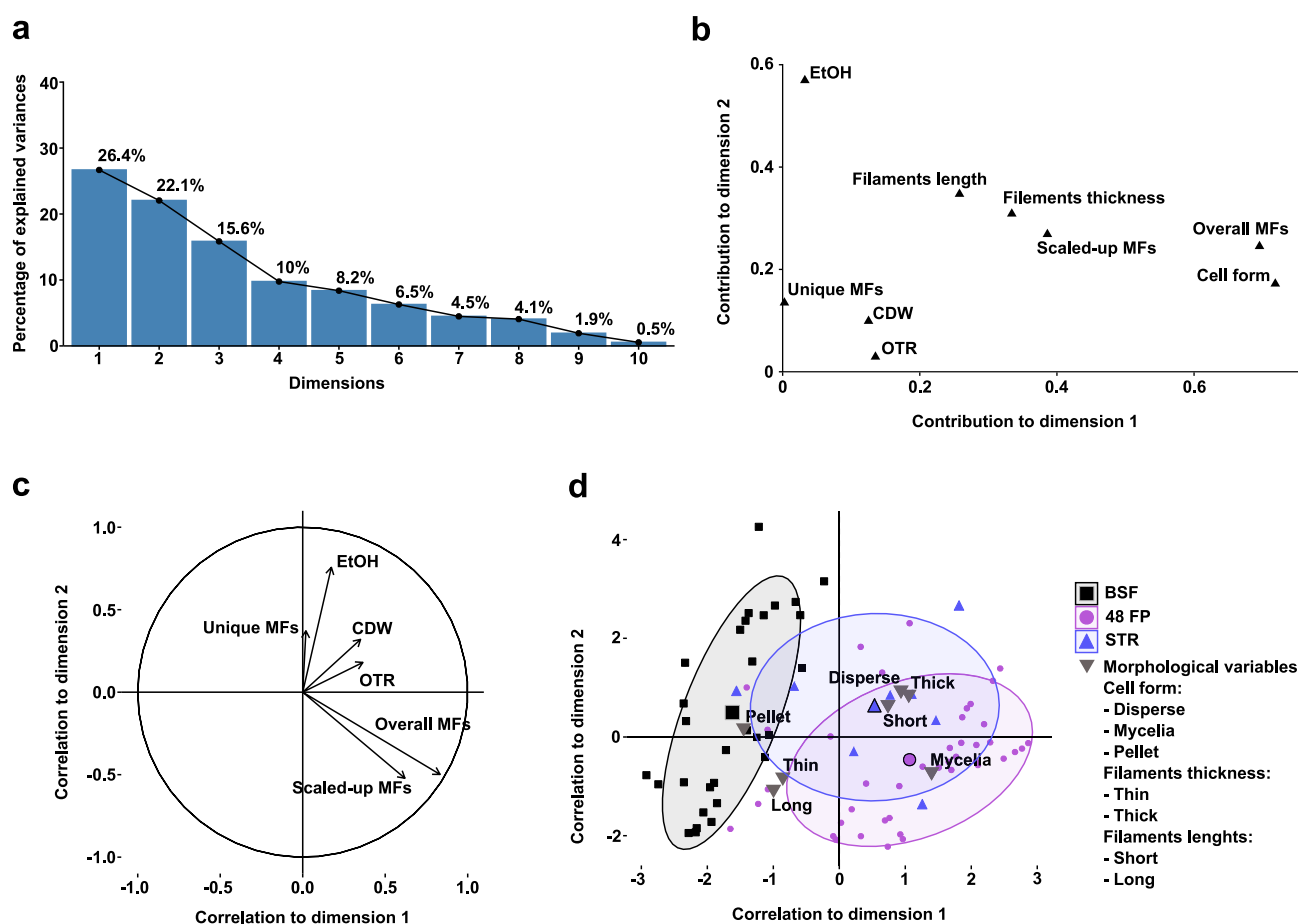 a
Percentage of explained variances
40
30
20
10
0
26.4%
22.1%
15.6%
10%
8.2%
6.5%
4.5%
4.1%
1.9%
0.5%
1 2 3 4 5 6 7 8 9 10
Dimensions
b
Contribution to dimension 2
0.6
0.4
0.2
0
EtOH
Filaments length
Filements thickness
Scaled-up MFs
Overall MFs
Cell form
Unique MFs
CDW
OTR
0 0.2 0.4 0.6
Contribution to dimension 1
c
Correlation to dimension 2
1.0
0.5
0.0
-0.5
-1.0
EtOH
Unique MFs
CDW
OTR
Overall MFs
Scaled-up MFs
-1.0 -0.5 0.0 0.5 1.0
Correlation to dimension 1
d
Correlation to dimension 2
4
2
0
-2
Disperse
Thick
Pellet
Short
Thin
Mycelia
Long
-3 -2 -1 0 1 2 3
Correlation to dimension 1
BSF
48 FP
STR
Morphological variables
Cell form:
- Disperse
- Mycelia
- Pellet
Filaments thickness:
- Thin
- Thick
Filaments lenghts:
- Short
- Long